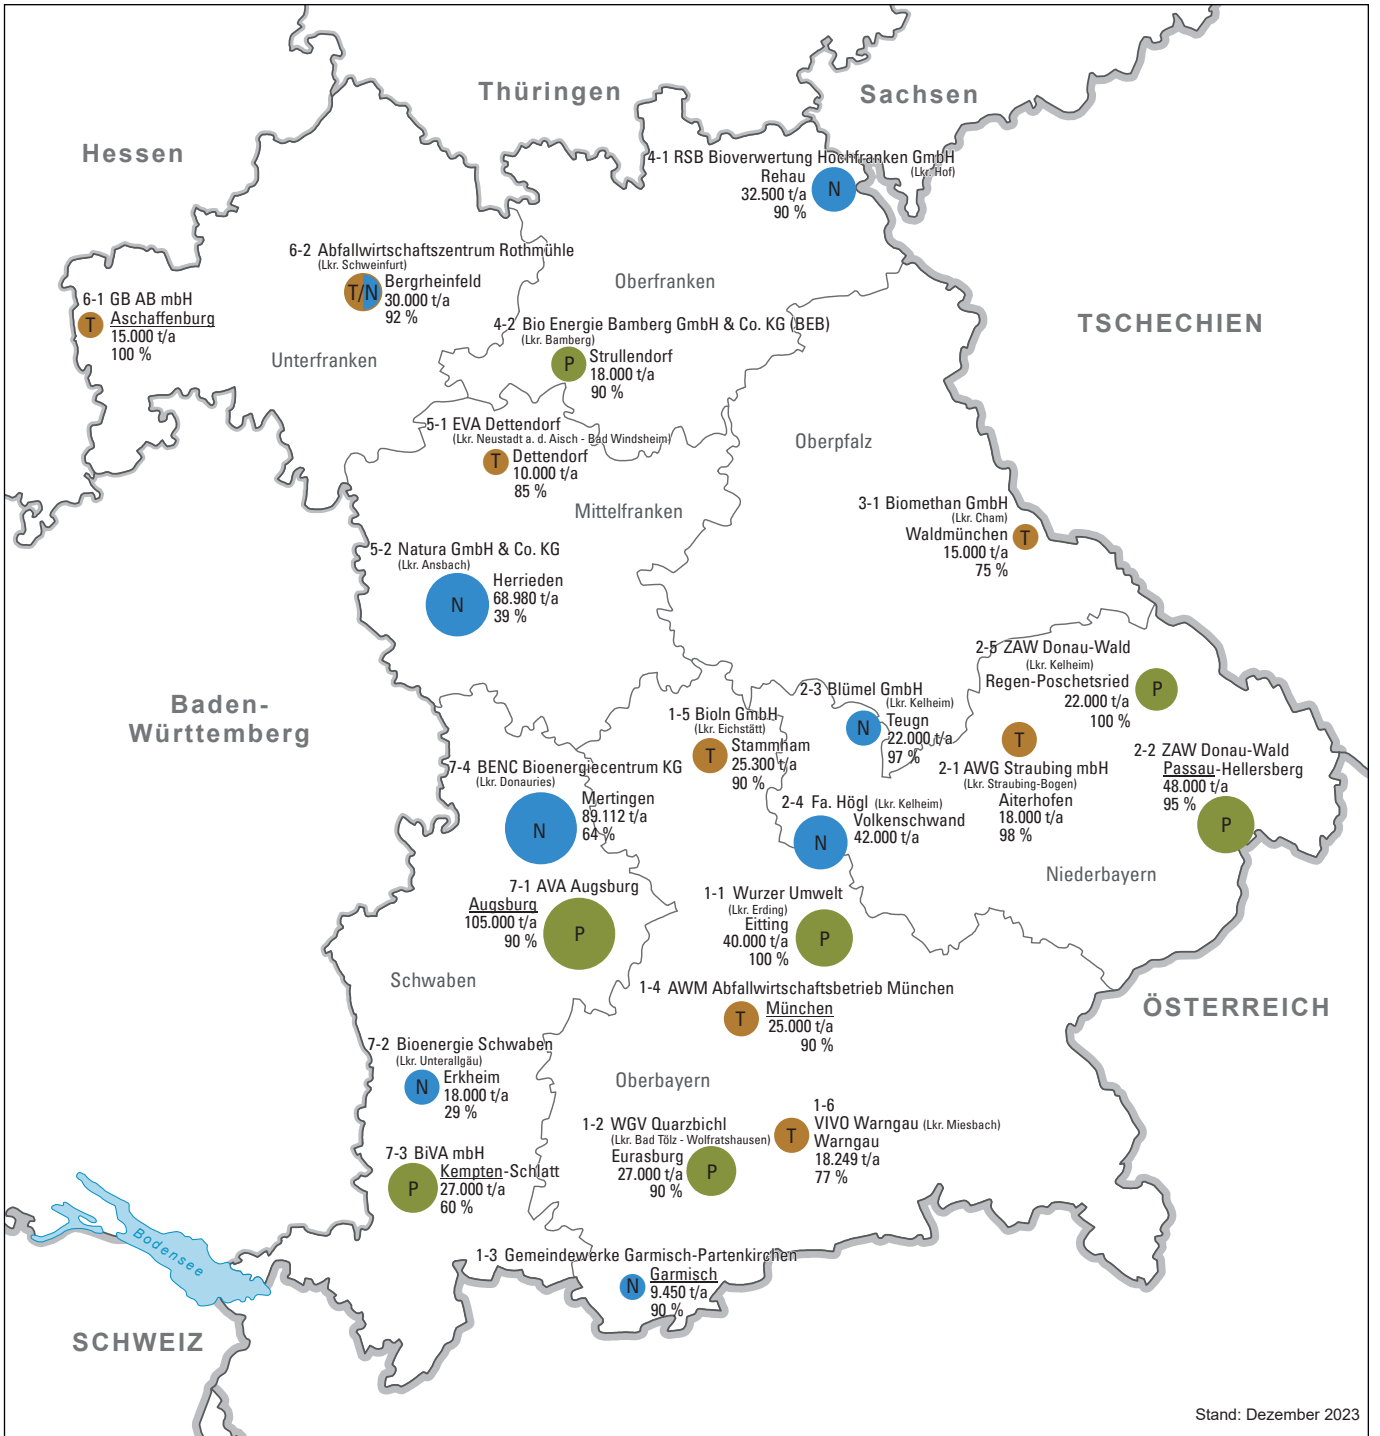 Thüringen
Sachsen
Hessen
4-1 RSB Bioverwertung Hochfranken GmbH
(Lkr. Hof)
Rehau
32.500 t/a
90 %
N
6-2 Abfallwirtschaftszentrum Rothmühle
(Lkr. Schweinfurt)
T/N
Bergrheinfeld
30.000 t/a
92 %
Oberfranken
6-1 GB AB mbH
T
Aschaffenburg
15.000 t/a
100 %
Unterfranken
4-2 Bio Energie Bamberg GmbH & Co. KG (BEB)
(Lkr. Bamberg)
P
Strullendorf
18.000 t/a
90 %
TSCHECHIEN
5-1 EVA Dettendorf
(Lkr. Neustadt a. d. Aisch - Bad Windsheim)
T
Dettendorf
10.000 t/a
85 %
Oberpfalz
Mittelfranken
3-1 Biomethan GmbH
(Lkr. Cham)
Waldmünchen
15.000 t/a
75 %
T
5-2 Natura GmbH & Co. KG
(Lkr. Ansbach)
N
Herrieden
68.980 t/a
39 %
2-5 ZAW Donau-Wald
(Lkr. Kelheim)
Regen-Poschetsried
22.000 t/a
100 %
P
2-3 Blümel GmbH
(Lkr. Kelheim)
N
Teugn
22.000 t/a
97 %
Baden-
Württemberg
1-5 BioIn GmbH
(Lkr. Eichstätt)
T
Stammham
25.300 t/a
90 %
T
2-1 AWG Straubing mbH
(Lkr. Straubing-Bogen)
Aiterhofen
18.000 t/a
98 %
2-2 ZAW Donau-Wald
Passau-Hellersberg
48.000 t/a
95 %
P
7-4 BENC Bioenergiecentrum KG
(Lkr. Donauries)
N
Mertingen
89.112 t/a
64 %
2-4 Fa. Högl (Lkr. Kelheim)
N
Volkenschwand
42.000 t/a
Niederbayern
7-1 AVA Augsburg
Augsburg
105.000 t/a
90 %
P
1-1 Wurzer Umwelt
(Lkr. Erding)
Eitting
40.000 t/a
100 %
P
Schwaben
1-4 AWM Abfallwirtschaftsbetrieb München
T
München
25.000 t/a
90 %
ÖSTERREICH
7-2 Bioenergie Schwaben
(Lkr. Unterallgäu)
N
Erkheim
18.000 t/a
29 %
Oberbayern
1-2 WGV Quarzbichl
(Lkr. Bad Tölz - Wolfratshausen)
Eurasburg
27.000 t/a
90 %
P
1-6
VIVO Warngau (Lkr. Miesbach)
T
Warngau
18.249 t/a
77 %
7-3 BiVA mbH
P
Kempten-Schlatt
27.000 t/a
60 %
Bodensee
1-3 Gemeindewerke Garmisch-Partenkirchen
N
Garmisch
9.450 t/a
90 %
SCHWEIZ
Stand: Dezember 2023